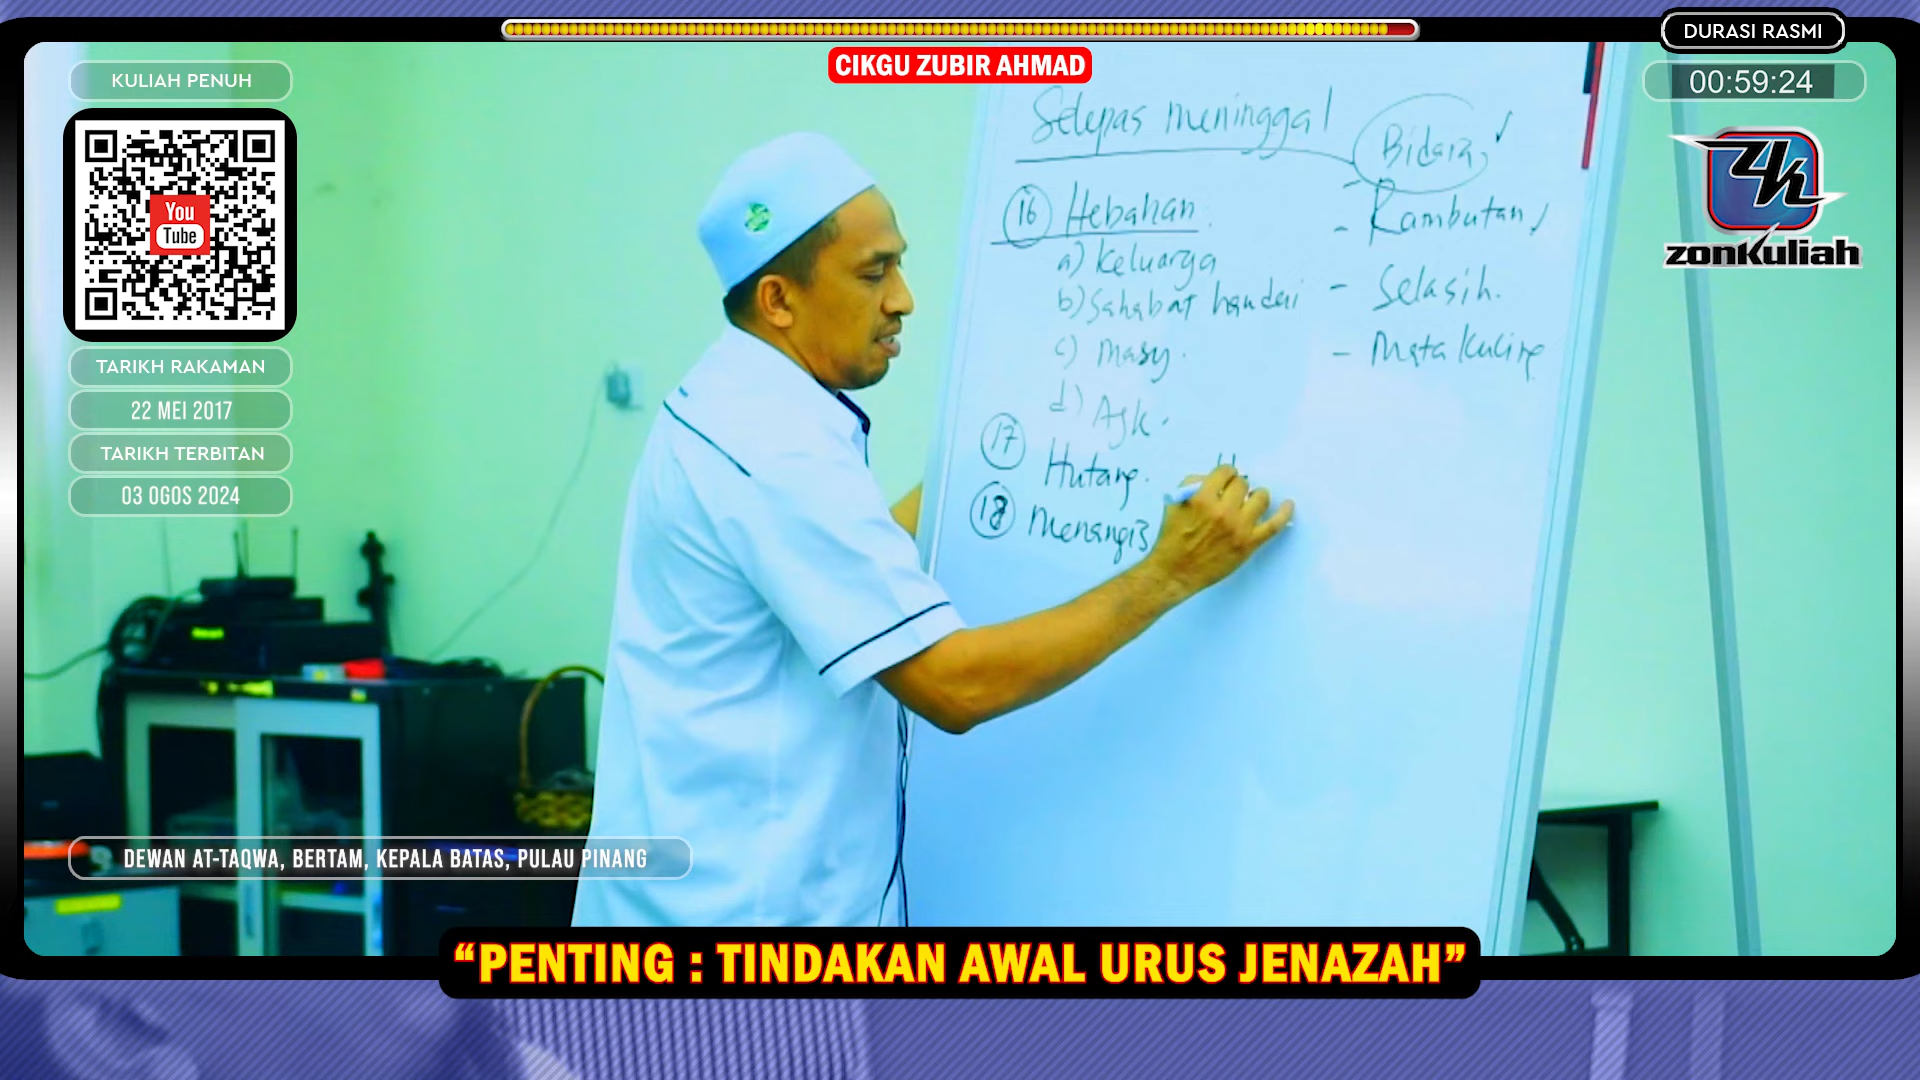 DURASI RASMI
00:59:24
CIKGU ZUBIR AHMAD
KULIAH PENUH
You
Tube
TARIKH RAKAMAN
22 MEI 2017
TARIKH TERBITAN
03 OGOS 2024
zonkuliah
Selepas meninggal
16 Hebahan
a) Keluarga
b) Sahabat handai
c)
d) AJK.
17 Hutang.
18 Menangis
Bidara
- Rambutan
- Selasih.
- Mata Kucing
DEWAN AT-TAQWA, BERTAM, KEPALA BATAS, PULAU PINANG
“PENTING : TINDAKAN AWAL URUS JENAZAH”